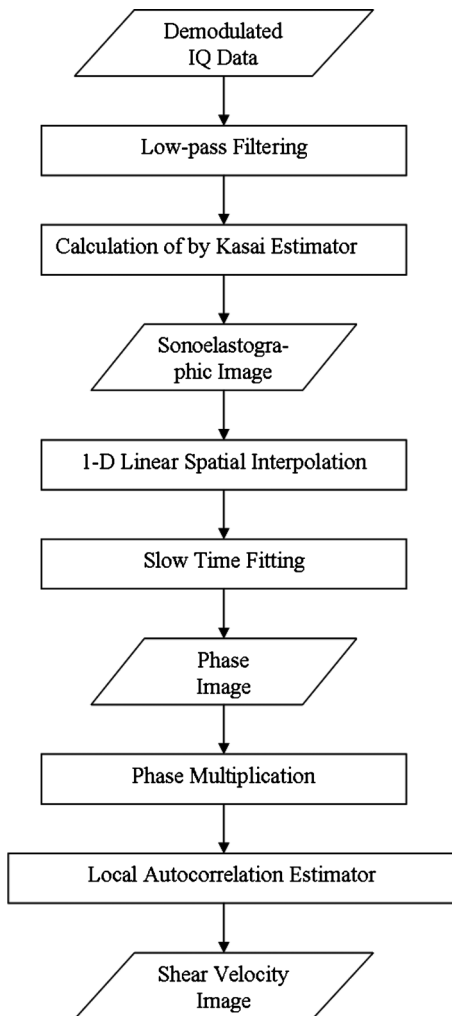 Demodulated
IQ Data
Low-pass Filtering
Calculation of by Kasai Estimator
Sonoelastogra-
phic Image
1-D Linear Spatial Interpolation
Slow Time Fitting
Phase
Image
Phase Multiplication
Local Autocorrelation Estimator
Shear Velocity
Image